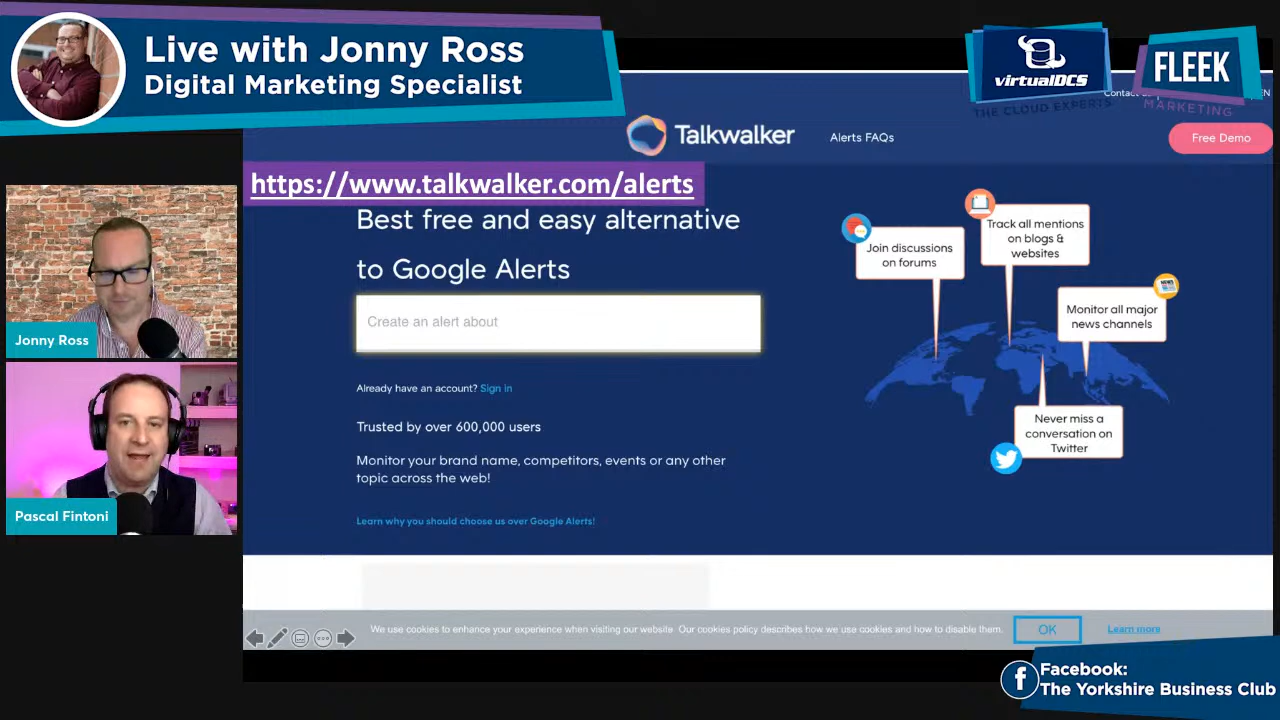 Live with Jonny Ross
Digital Marketing Specialist
virtualDCS
THE CLOUD EXPERTS
FLEEK
MARKETING
EN
Talkwalker
Alerts FAQs
Free Demo
https://www.talkwalker.com/alerts
Best free and easy alternative
to Google Alerts
Create an alert about
Already have an account? Sign in
Trusted by over 600,000 users
Monitor your brand name, competitors, events or any other
topic across the web!
Learn why you should choose us over Google Alerts!
Join discussions
on forums
Track all mentions
on blogs &
websites
NEWS
Monitor all major
news channels
Never miss a
conversation on
Twitter
Jonny Ross
Pascal Fintoni
We use cookies to enhance your experience when visiting our website. Our cookies policy describes how we use cookies and how to disable them.
OK
Learn more
Facebook:
The Yorkshire Business Club